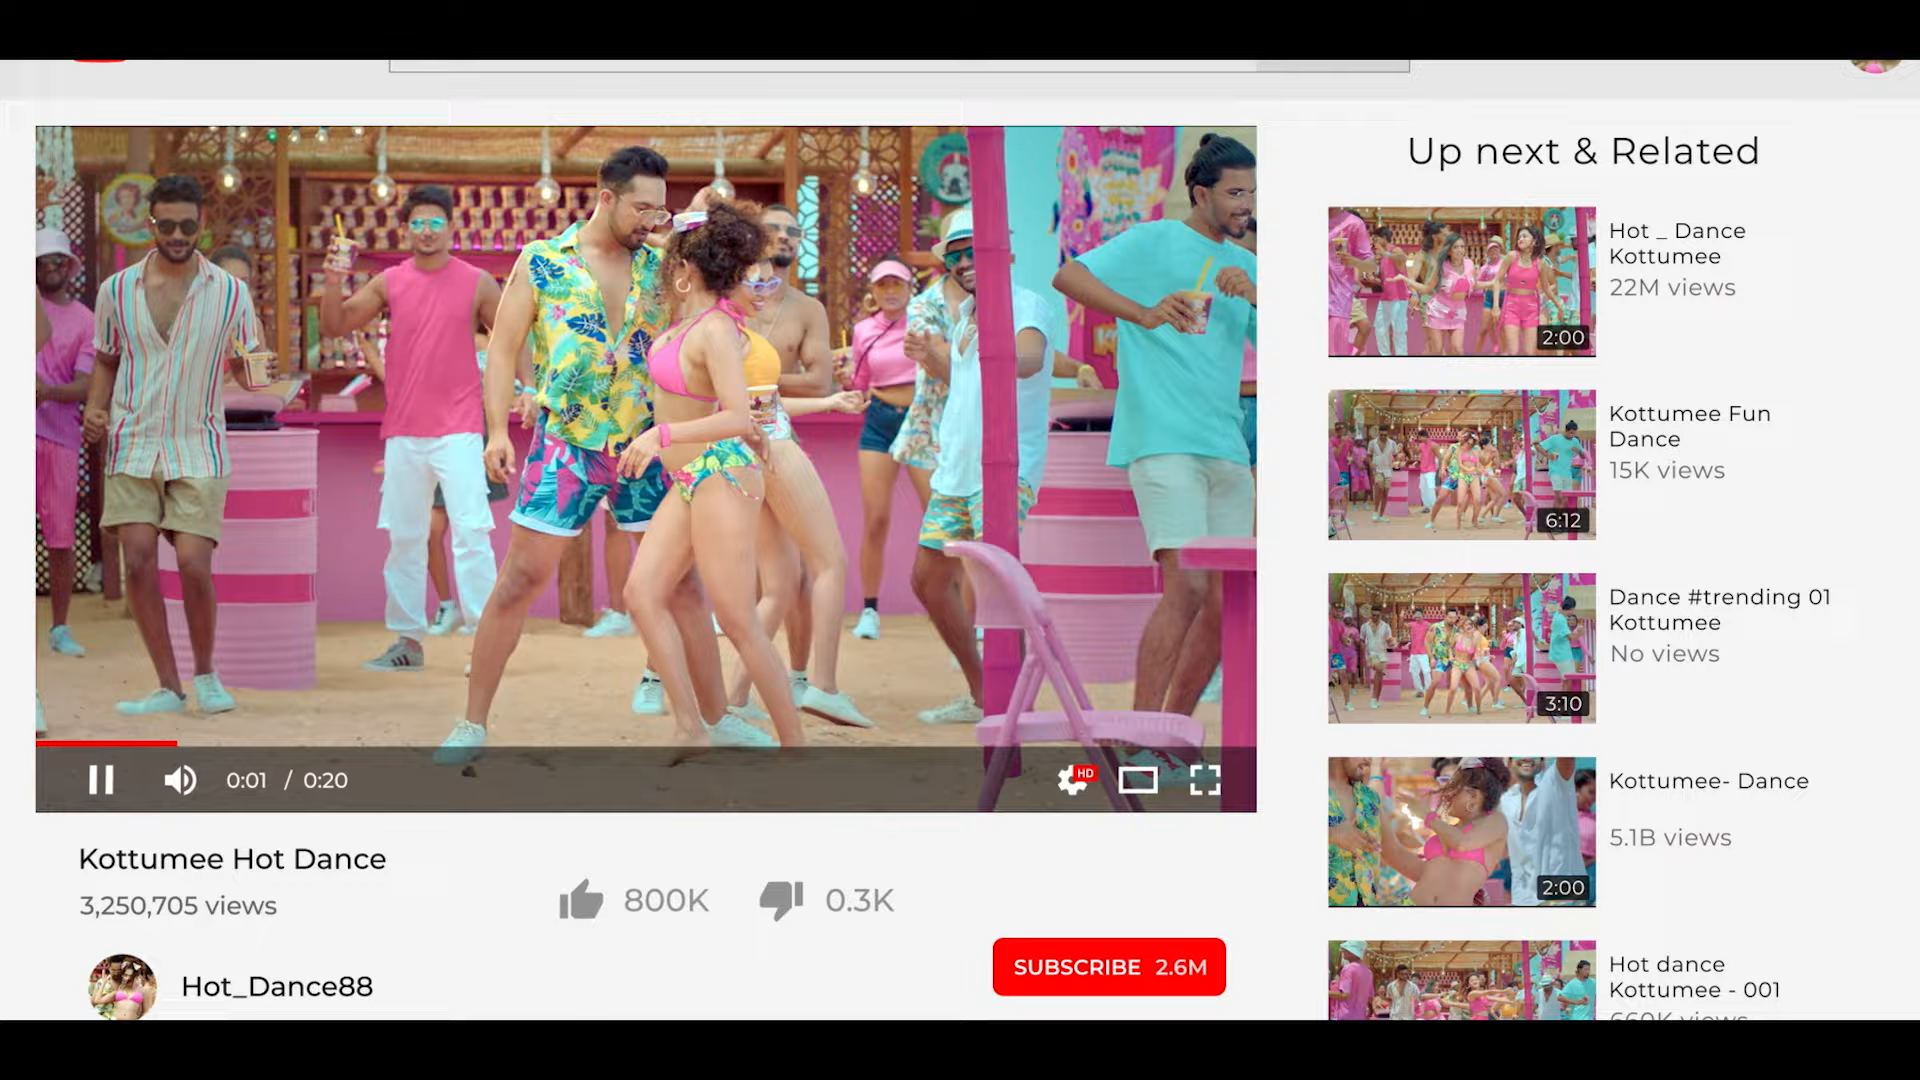 Up next & Related
Hot _ Dance
Kottumee
22M views
2:00
Kottumee Fun
Dance
15K views
6:12
Dance #trending 01
Kottumee
No views
3:10
Kottumee- Dance
5.1B views
2:00
Hot dance
Kottumee - 001
660K views
HD
0:01 / 0:20
Kottumee Hot Dance
3,250,705 views
800K
0.3K
Hot_Dance88
SUBSCRIBE 2.6M